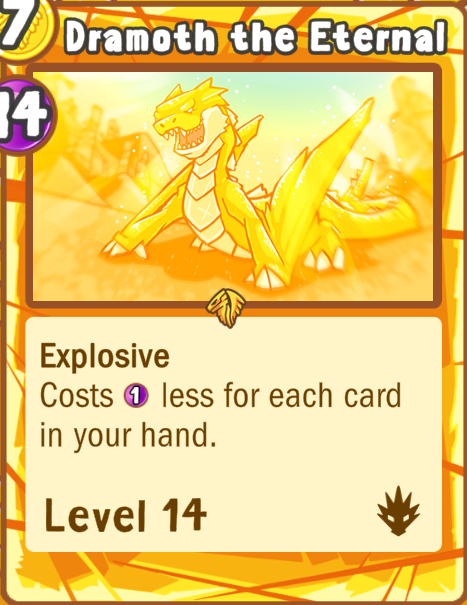 7
Dramoth the Eternal
14
Explosive
Costs 1 less for each card
in your hand.
Level 14